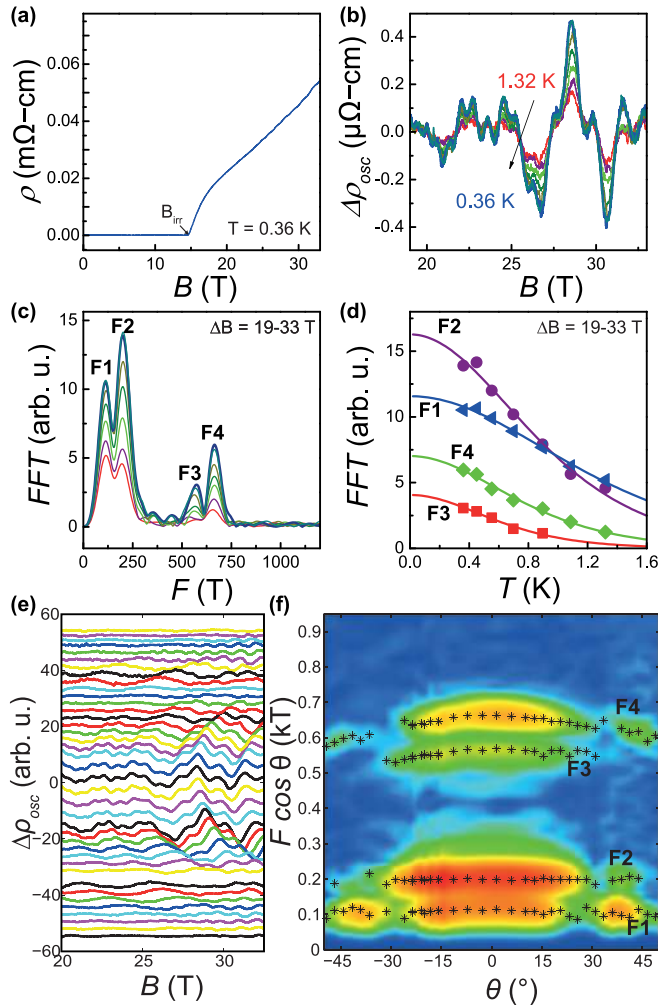 (a)
0.06
0.04
0.02
0.00
ρ (mΩ−cm)
B_irr
T = 0.36 K
0 10 20 30
B (T)
(b)
0.4
0.2
0.0
-0.2
-0.4
Δρ_osc (μΩ−cm)
1.32 K
0.36 K
20 25 30
B (T)
(c)
15
10
5
0
FFT (arb. u.)
ΔB = 19-33 T
F1
F2
F3
F4
0 250 500 750 1000
F (T)
(d)
15.0
10.0
5.0
0.0
FFT (arb. u.)
ΔB = 19-33 T
F2
F1
F4
F3
0.0 0.4 0.8 1.2 1.6
T (K)
(e)
60
40
20
0
−20
−40
−60
Δρ_osc (arb. u.)
20 25 30
B (T)
(f)
0.9
0.8
0.7
0.6
0.5
0.4
0.3
0.2
0.1
0
F cos θ (kT)
F4
F3
F2
F1
−45 −30 −15 0 15 30 45
θ (°)